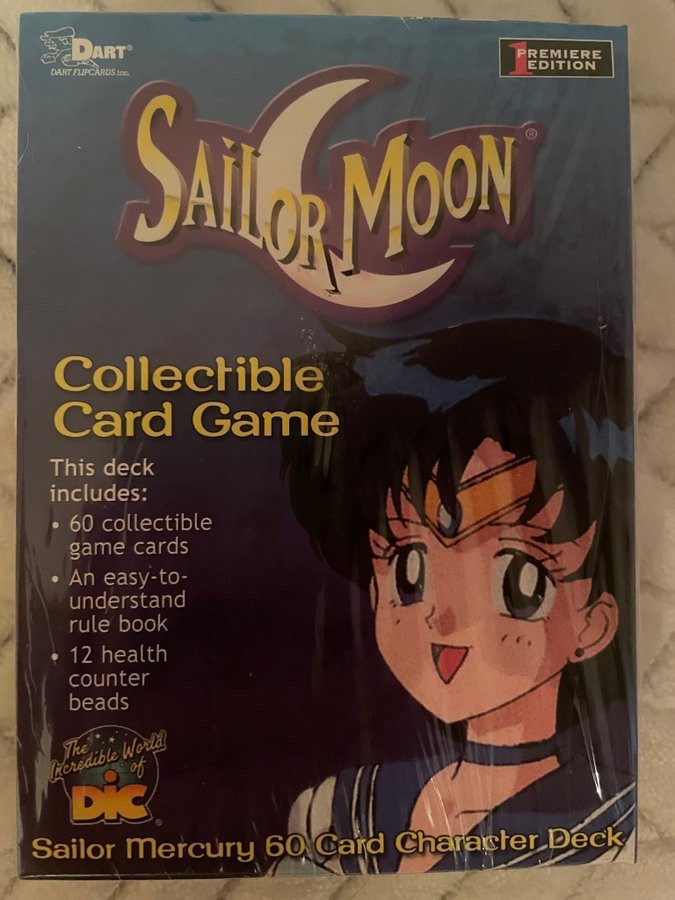 DART®
DART FLIPCARDS Inc.
1 PREMIERE
EDITION
SAILOR MOON®
Collectible
Card Game
This deck
includes:
• 60 collectible
game cards
• An easy-to-
understand
rule book
• 12 health
counter
beads
The
Incredible World
of
DIC®
Sailor Mercury 60 Card Character Deck